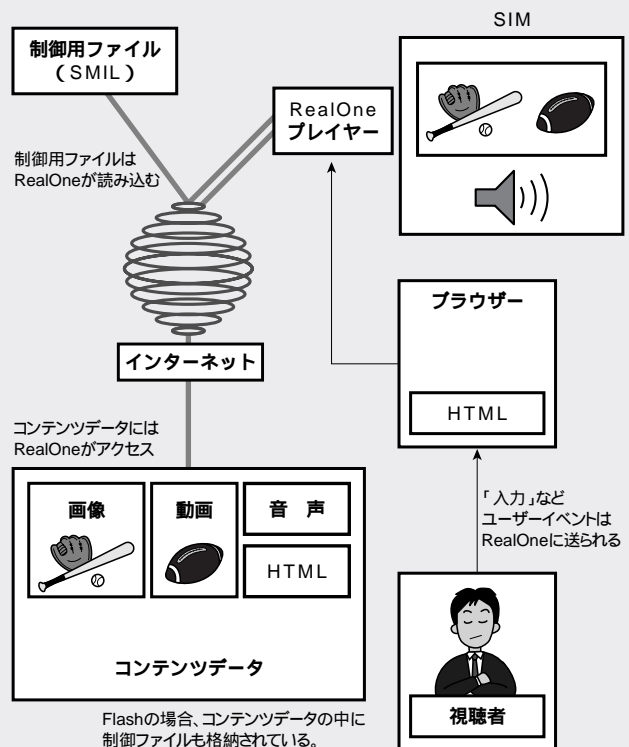 SIM
制御用ファイル
（SMIL）
RealOne
プレイヤー
制御用ファイルは
RealOneが読み込む
ブラウザー
HTML
インターネット
コンテンツデータには
RealOneがアクセス
画像
動画
音 声
HTML
コンテンツデータ
「入力」など
ユーザーイベントは
RealOneに送られる
視聴者
Flashの場合、コンテンツデータの中に
制御ファイルも格納されている。